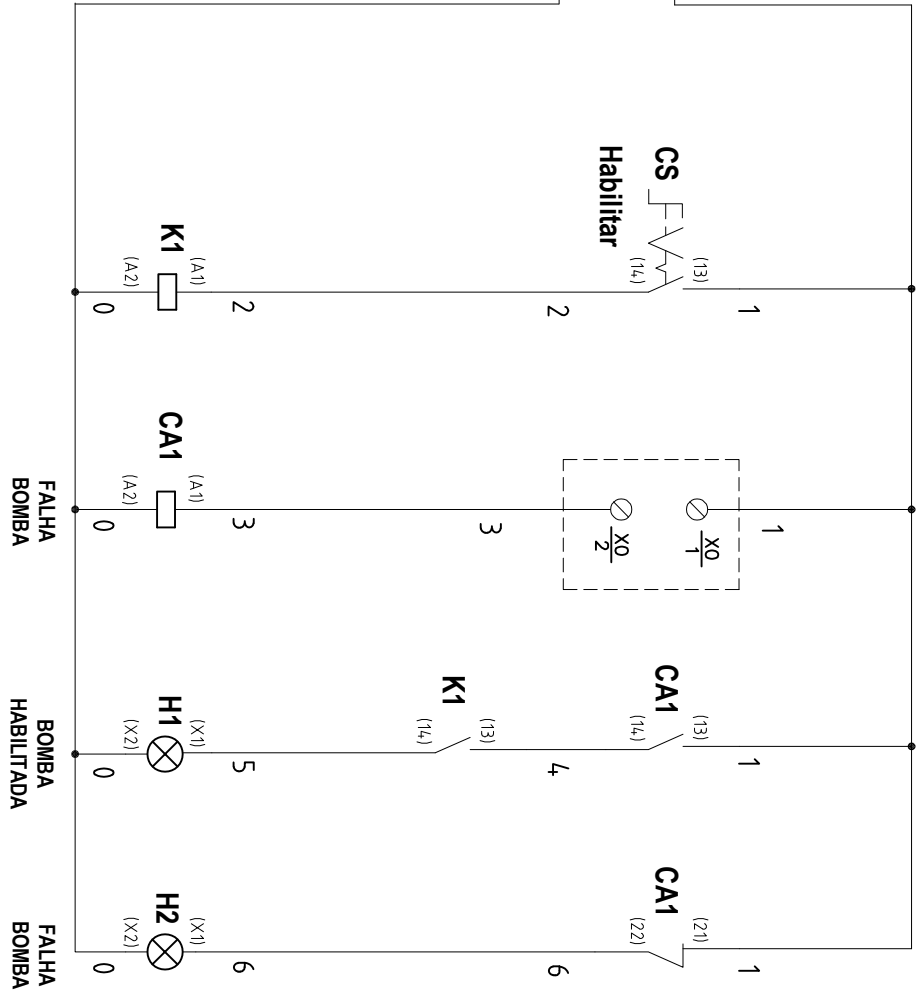 CS
Habilitar
(13)
(14)
1
2
2
K1
(A1)
(A2)
0
1
X0
1
X0
2
3
3
CA1
(A1)
(A2)
0
FALHA
BOMBA
1
CA1
(13)
(14)
4
K1
(13)
(14)
5
H1
(X1)
(X2)
0
BOMBA
HABILITADA
1
CA1
(21)
(22)
6
6
H2
(X1)
(X2)
0
FALHA
BOMBA